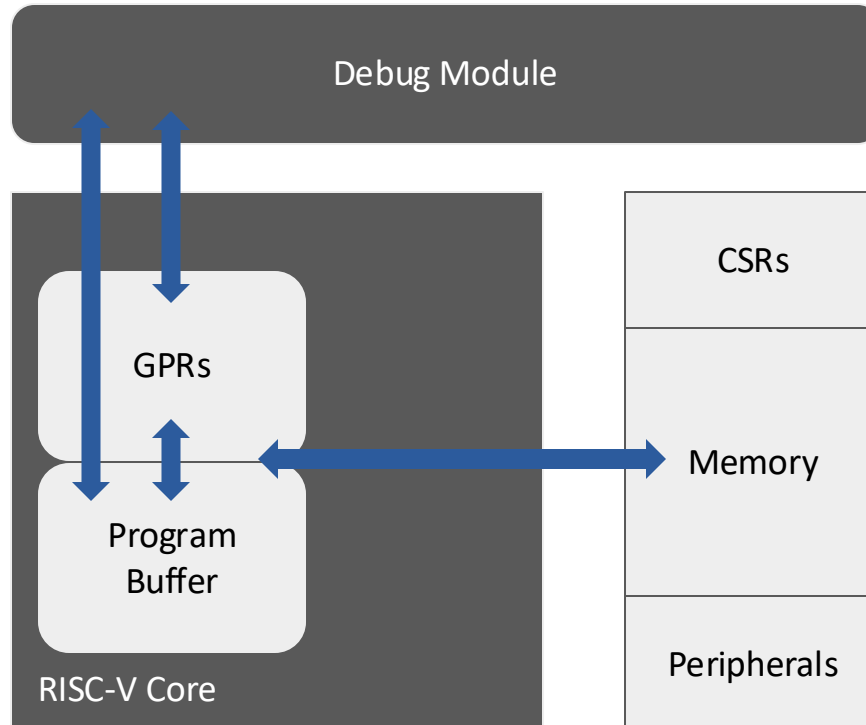 Debug Module
CSRs
GPRs
Memory
Program
Buffer
Peripherals
RISC-V Core